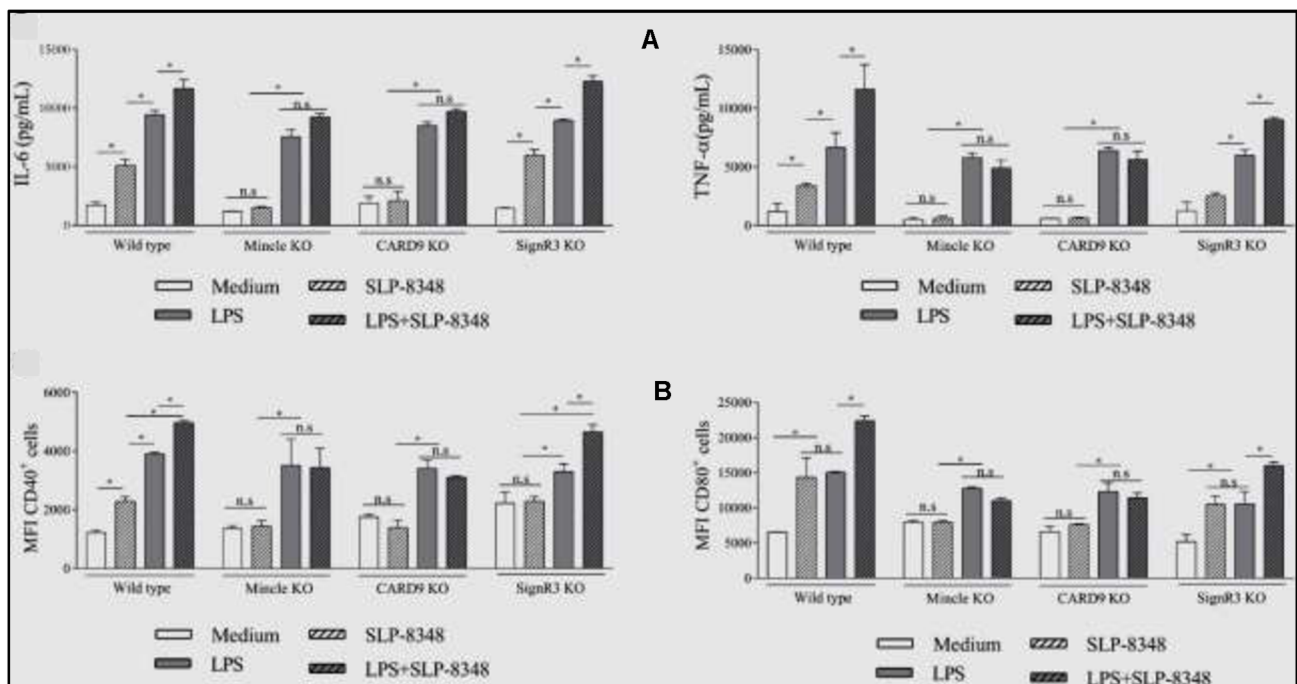 A
15000
10000
5000
0
IL-6 (pg/mL)
* * * *
* n.s n.s
* n.s n.s
* * *
Wild type Mincle KO CARD9 KO SignR3 KO
Medium SLP-8348
LPS LPS+SLP-8348
15000
10000
5000
0
TNF-α(pg/mL)
* * *
* n.s n.s
* n.s n.s
* *
Wild type Mincle KO CARD9 KO SignR3 KO
Medium SLP-8348
LPS LPS+SLP-8348
B
6000
4000
2000
0
MFI CD40⁺ cells
* * * *
* n.s n.s
* n.s n.s
* * * n.s
Wild type Mincle KO CARD9 KO SignR3 KO
Medium SLP-8348
LPS LPS+SLP-8348
25000
20000
15000
10000
5000
0
MFI CD80⁺ cells
* n.s *
* n.s n.s
* n.s n.s
* n.s *
Wild type Mincle KO CARD9 KO SignR3 KO
Medium SLP-8348
LPS LPS+SLP-8348